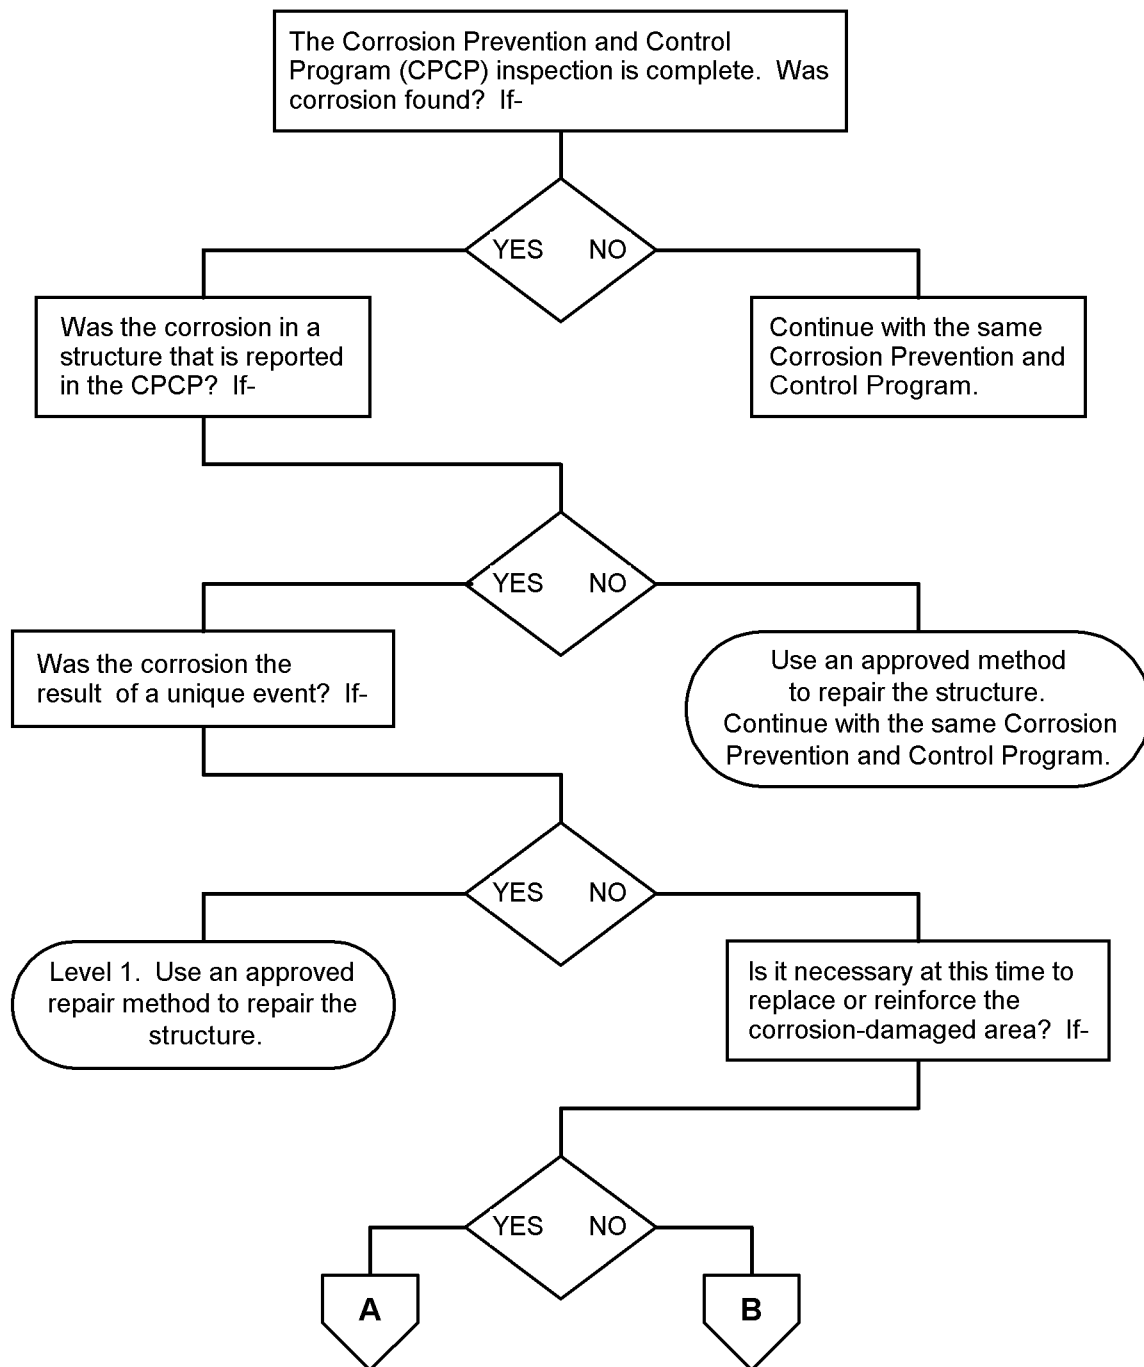 The Corrosion Prevention and Control
Program (CPCP) inspection is complete.  Was
corrosion found?  If-
YES NO
Was the corrosion in a
structure that is reported
in the CPCP?  If-
Continue with the same
Corrosion Prevention and
Control Program.
YES NO
Was the corrosion the
result  of a unique event?  If-
Use an approved method
to repair the structure.
Continue with the same Corrosion
Prevention and Control Program.
YES NO
Level 1.  Use an approved
repair method to repair the
structure.
Is it necessary at this time to
replace or reinforce the
corrosion-damaged area?  If-
YES NO
A
B